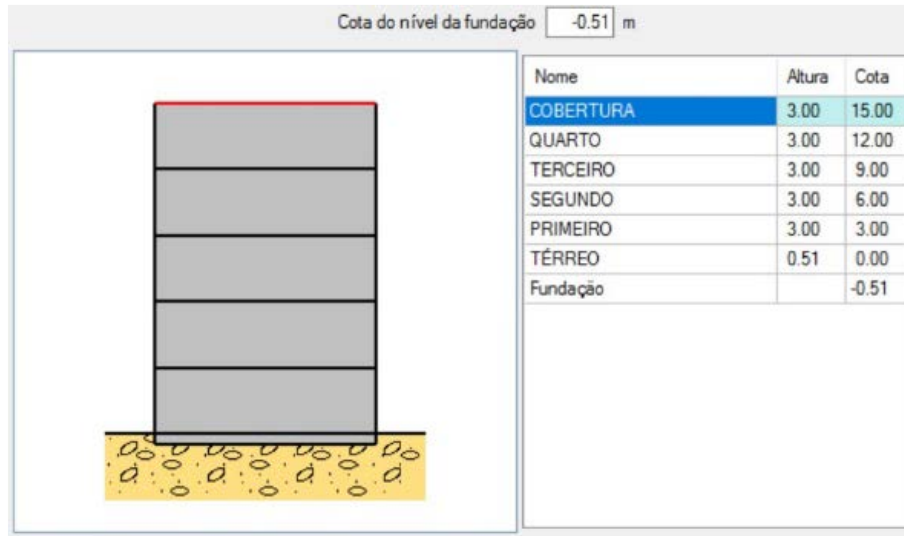 Cota do nível da fundação -0.51 m
Nome Altura Cota
COBERTURA 3.00 15.00
QUARTO 3.00 12.00
TERCEIRO 3.00 9.00
SEGUNDO 3.00 6.00
PRIMEIRO 3.00 3.00
TÉRREO 0.51 0.00
Fundação -0.51